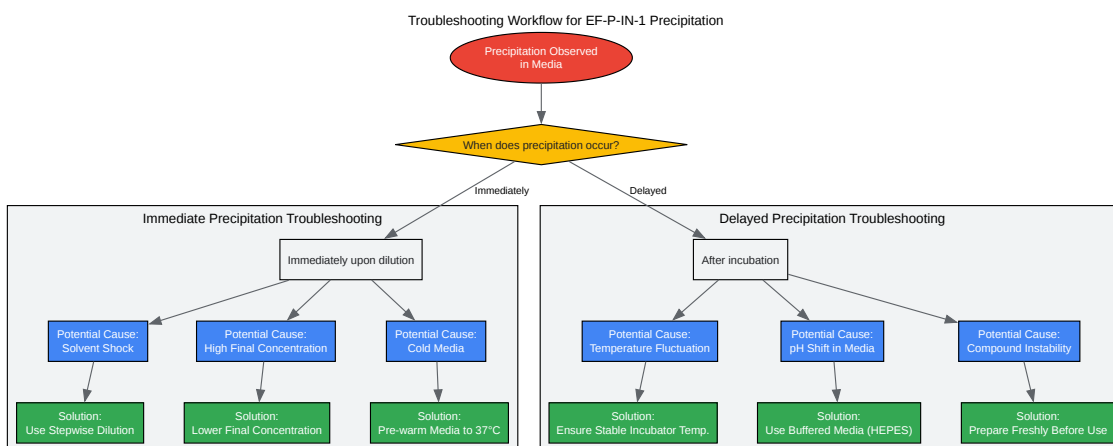 Troubleshooting Workflow for EF-P-IN-1 Precipitation
Precipitation Observed
in Media
When does precipitation occur?
Immediately
Delayed
Immediate Precipitation Troubleshooting
Immediately upon dilution
Potential Cause:
Solvent Shock
Potential Cause:
High Final Concentration
Potential Cause:
Cold Media
Solution:
Use Stepwise Dilution
Solution:
Lower Final Concentration
Solution:
Pre-warm Media to 37°C
Delayed Precipitation Troubleshooting
After incubation
Potential Cause:
Temperature Fluctuation
Potential Cause:
pH Shift in Media
Potential Cause:
Compound Instability
Solution:
Ensure Stable Incubator Temp.
Solution:
Use Buffered Media (HEPES)
Solution:
Prepare Freshly Before Use